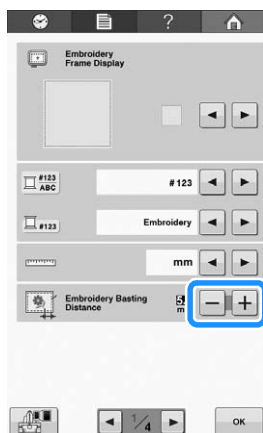 ?
Embroidery
Frame Display
#123
ABC
#123
#123
Embroidery
mm
Embroidery Basting
Distance
1/4
OK